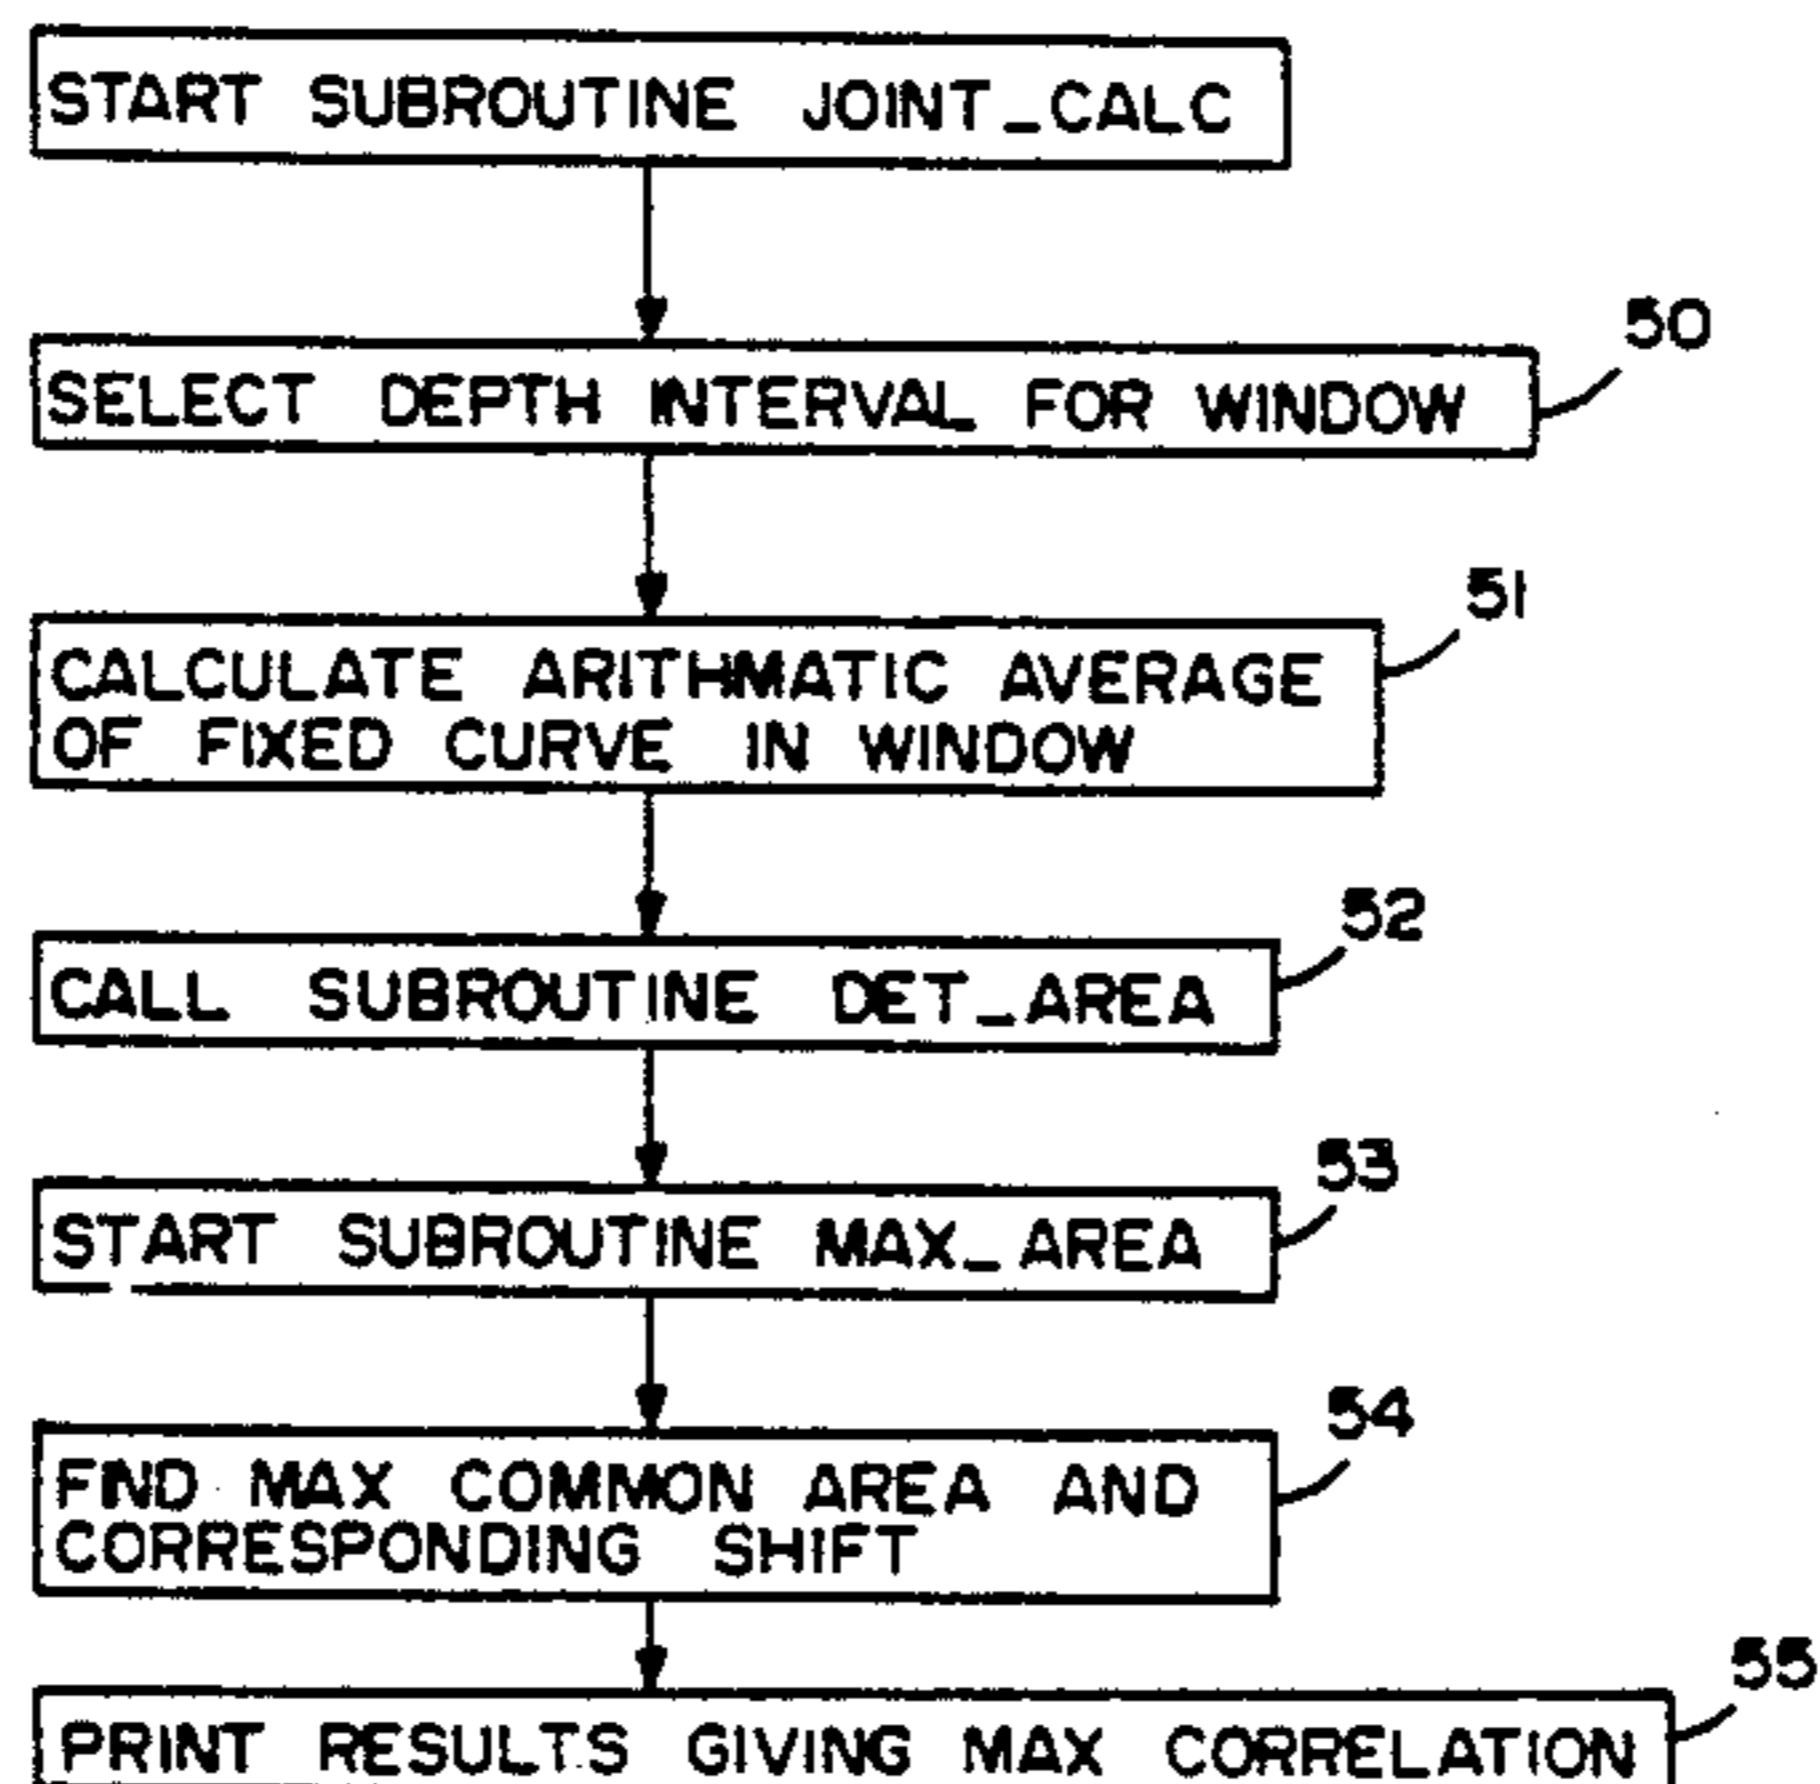 START SUBROUTINE JOINT_CALC
50
SELECT DEPTH INTERVAL FOR WINDOW
51
CALCULATE ARITHMATIC AVERAGE
OF FIXED CURVE IN WINDOW
52
CALL SUBROUTINE DET_AREA
53
START SUBROUTINE MAX_AREA
54
FIND MAX COMMON AREA AND
CORRESPONDING SHIFT
55
PRINT RESULTS GIVING MAX CORRELATION